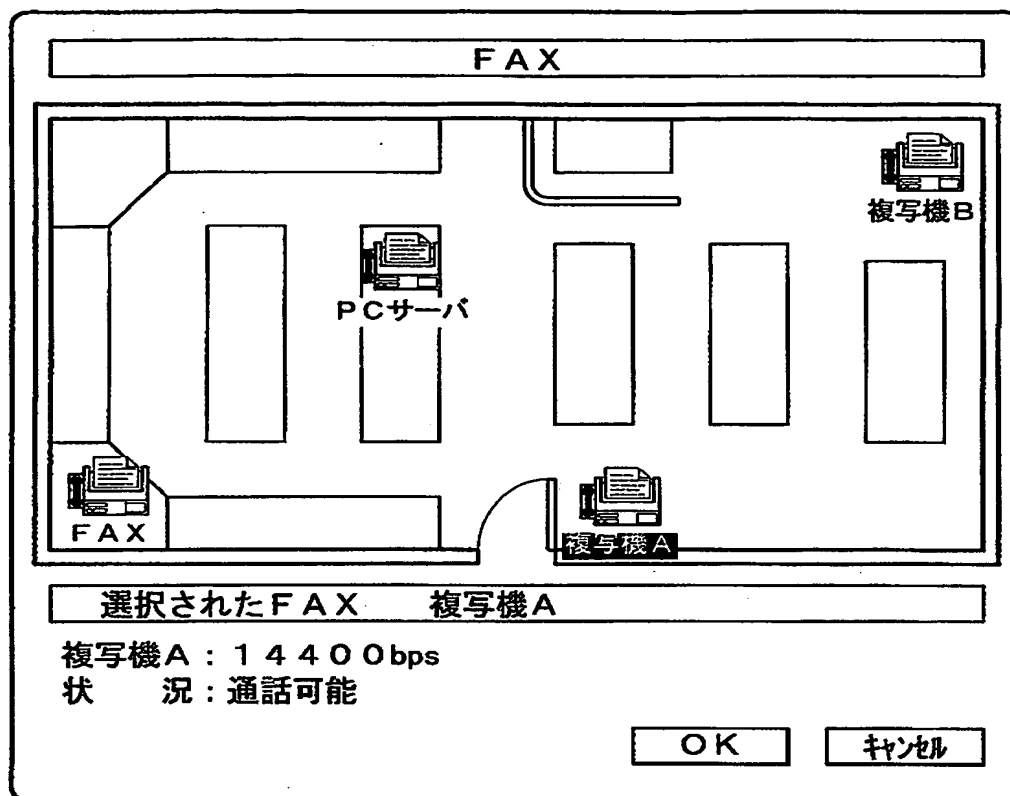 FAX
複写機B
PCサーバ
FAX
複写機A
選択されたFAX 複写機A
複写機A：14400bps
状 況：通話可能
OK ｷｬﾝｾﾙ